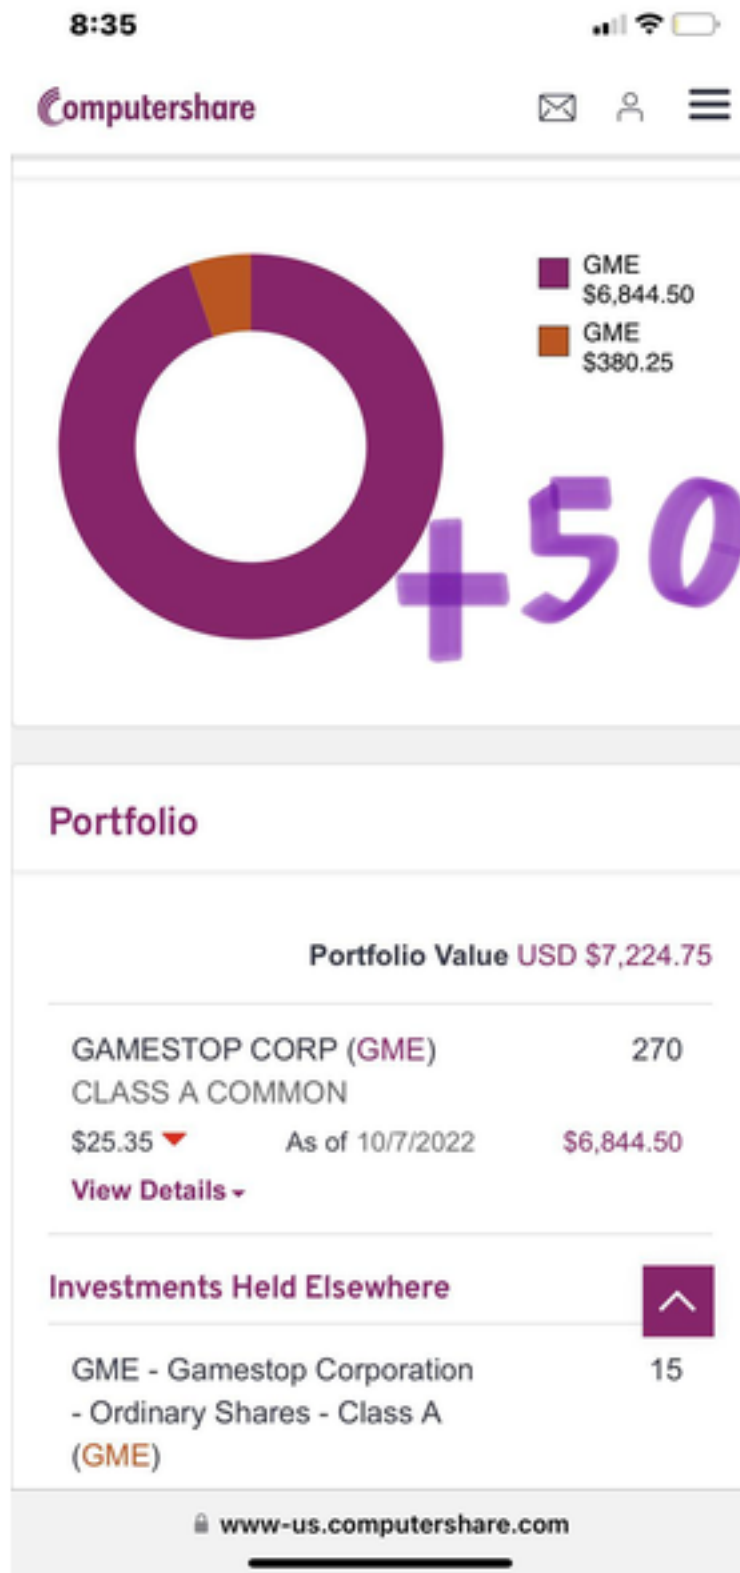 8:35
Computershare
GME
$6,844.50
GME
$380.25
+50
Portfolio
Portfolio Value USD $7,224.75
GAMESTOP CORP (GME) 270
CLASS A COMMON
$25.35 As of 10/7/2022 $6,844.50
View Details
Investments Held Elsewhere
GME - Gamestop Corporation 15
- Ordinary Shares - Class A
(GME)
www-us.computershare.com